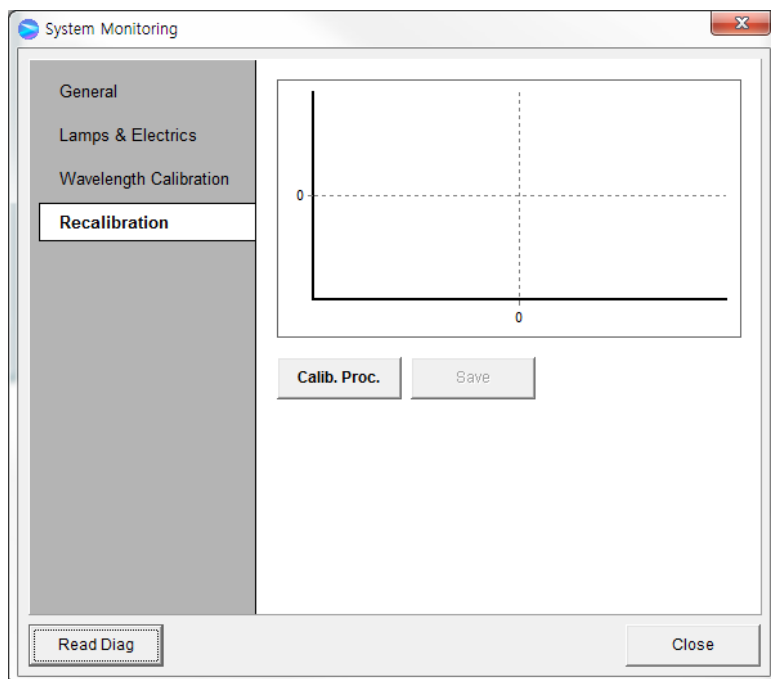 System Monitoring
General
Lamps & Electrics
Wavelength Calibration
Recalibration
0
0
Calib. Proc.
Save
Read Diag
Close